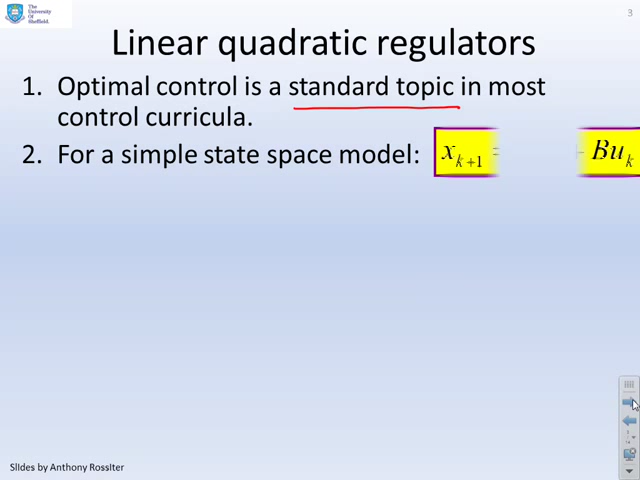 The
University
Of
Sheffield.
3
Linear quadratic regulators
1. Optimal control is a standard topic in most
control curricula.
2. For a simple state space model: x_{k+1} = Bu_k
Slides by Anthony Rossiter